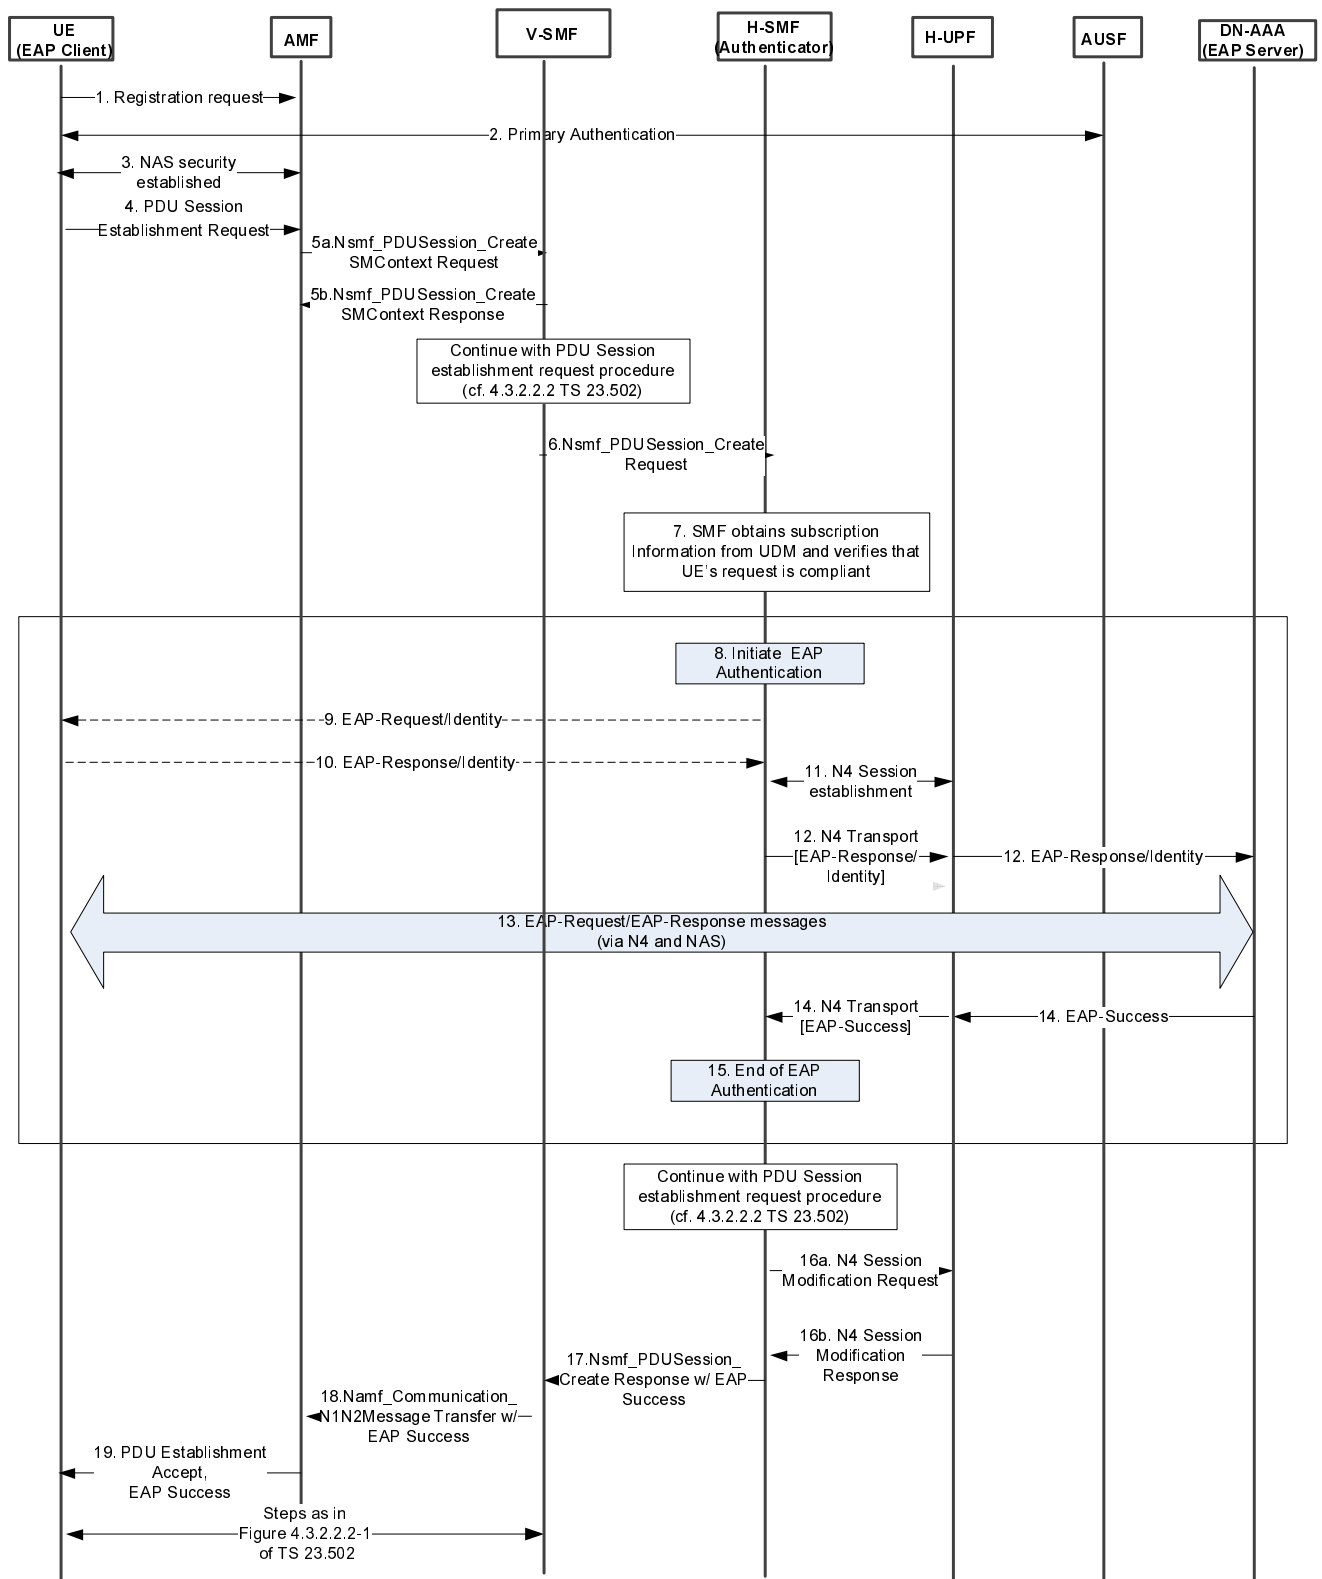 UE
(EAP Client)
AMF
V-SMF
H-SMF
(Authenticator)
H-UPF
AUSF
DN-AAA
(EAP Server)
1. Registration request
2. Primary Authentication
3. NAS security
established
4. PDU Session
Establishment Request
5a.Nsmf_PDUSession_Create
SMContext Request
5b.Nsmf_PDUSession_Create
SMContext Response
Continue with PDU Session
establishment request procedure
(cf. 4.3.2.2.2 TS 23.502)
6.Nsmf_PDUSession_Create
Request
7. SMF obtains subscription
Information from UDM and verifies that
UE's request is compliant
8. Initiate EAP
Authentication
9. EAP-Request/Identity
10. EAP-Response/Identity
11. N4 Session
establishment
12. N4 Transport
[EAP-Response/
Identity]
12. EAP-Response/Identity
13. EAP-Request/EAP-Response messages
(via N4 and NAS)
14. N4 Transport
[EAP-Success]
14. EAP-Success
15. End of EAP
Authentication
Continue with PDU Session
establishment request procedure
(cf. 4.3.2.2.2 TS 23.502)
16a. N4 Session
Modification Request
16b. N4 Session
Modification
Response
17.Nsmf_PDUSession_
Create Response w/ EAP
Success
18.Namf_Communication_
N1N2Message Transfer w/
EAP Success
19. PDU Establishment
Accept,
EAP Success
Steps as in
Figure 4.3.2.2.2-1
of TS 23.502